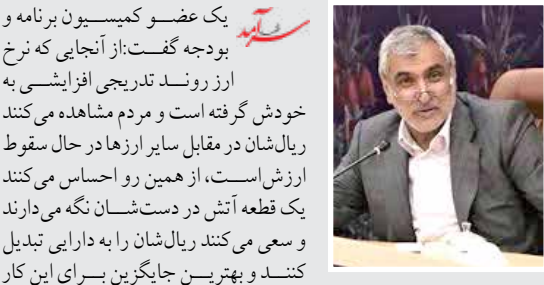 سرآمد
یک عضو کمیسیون برنامه و
بودجه گفت:از آنجایی که نرخ
ارز روند تدریجی افزایشی به
خودش گرفته است و مردم مشاهده می‌کنند
ریال‌شان در مقابل سایر ارزها در حال سقوط
ارزش‌است، از همین رو احساس می‌کنند
یک قطعه آتش در دست‌شان نگه می‌دارند
و سعی می‌کنند ریال‌شان را به دارایی تبدیل
کنند و بهترین جایگزین برای این کار